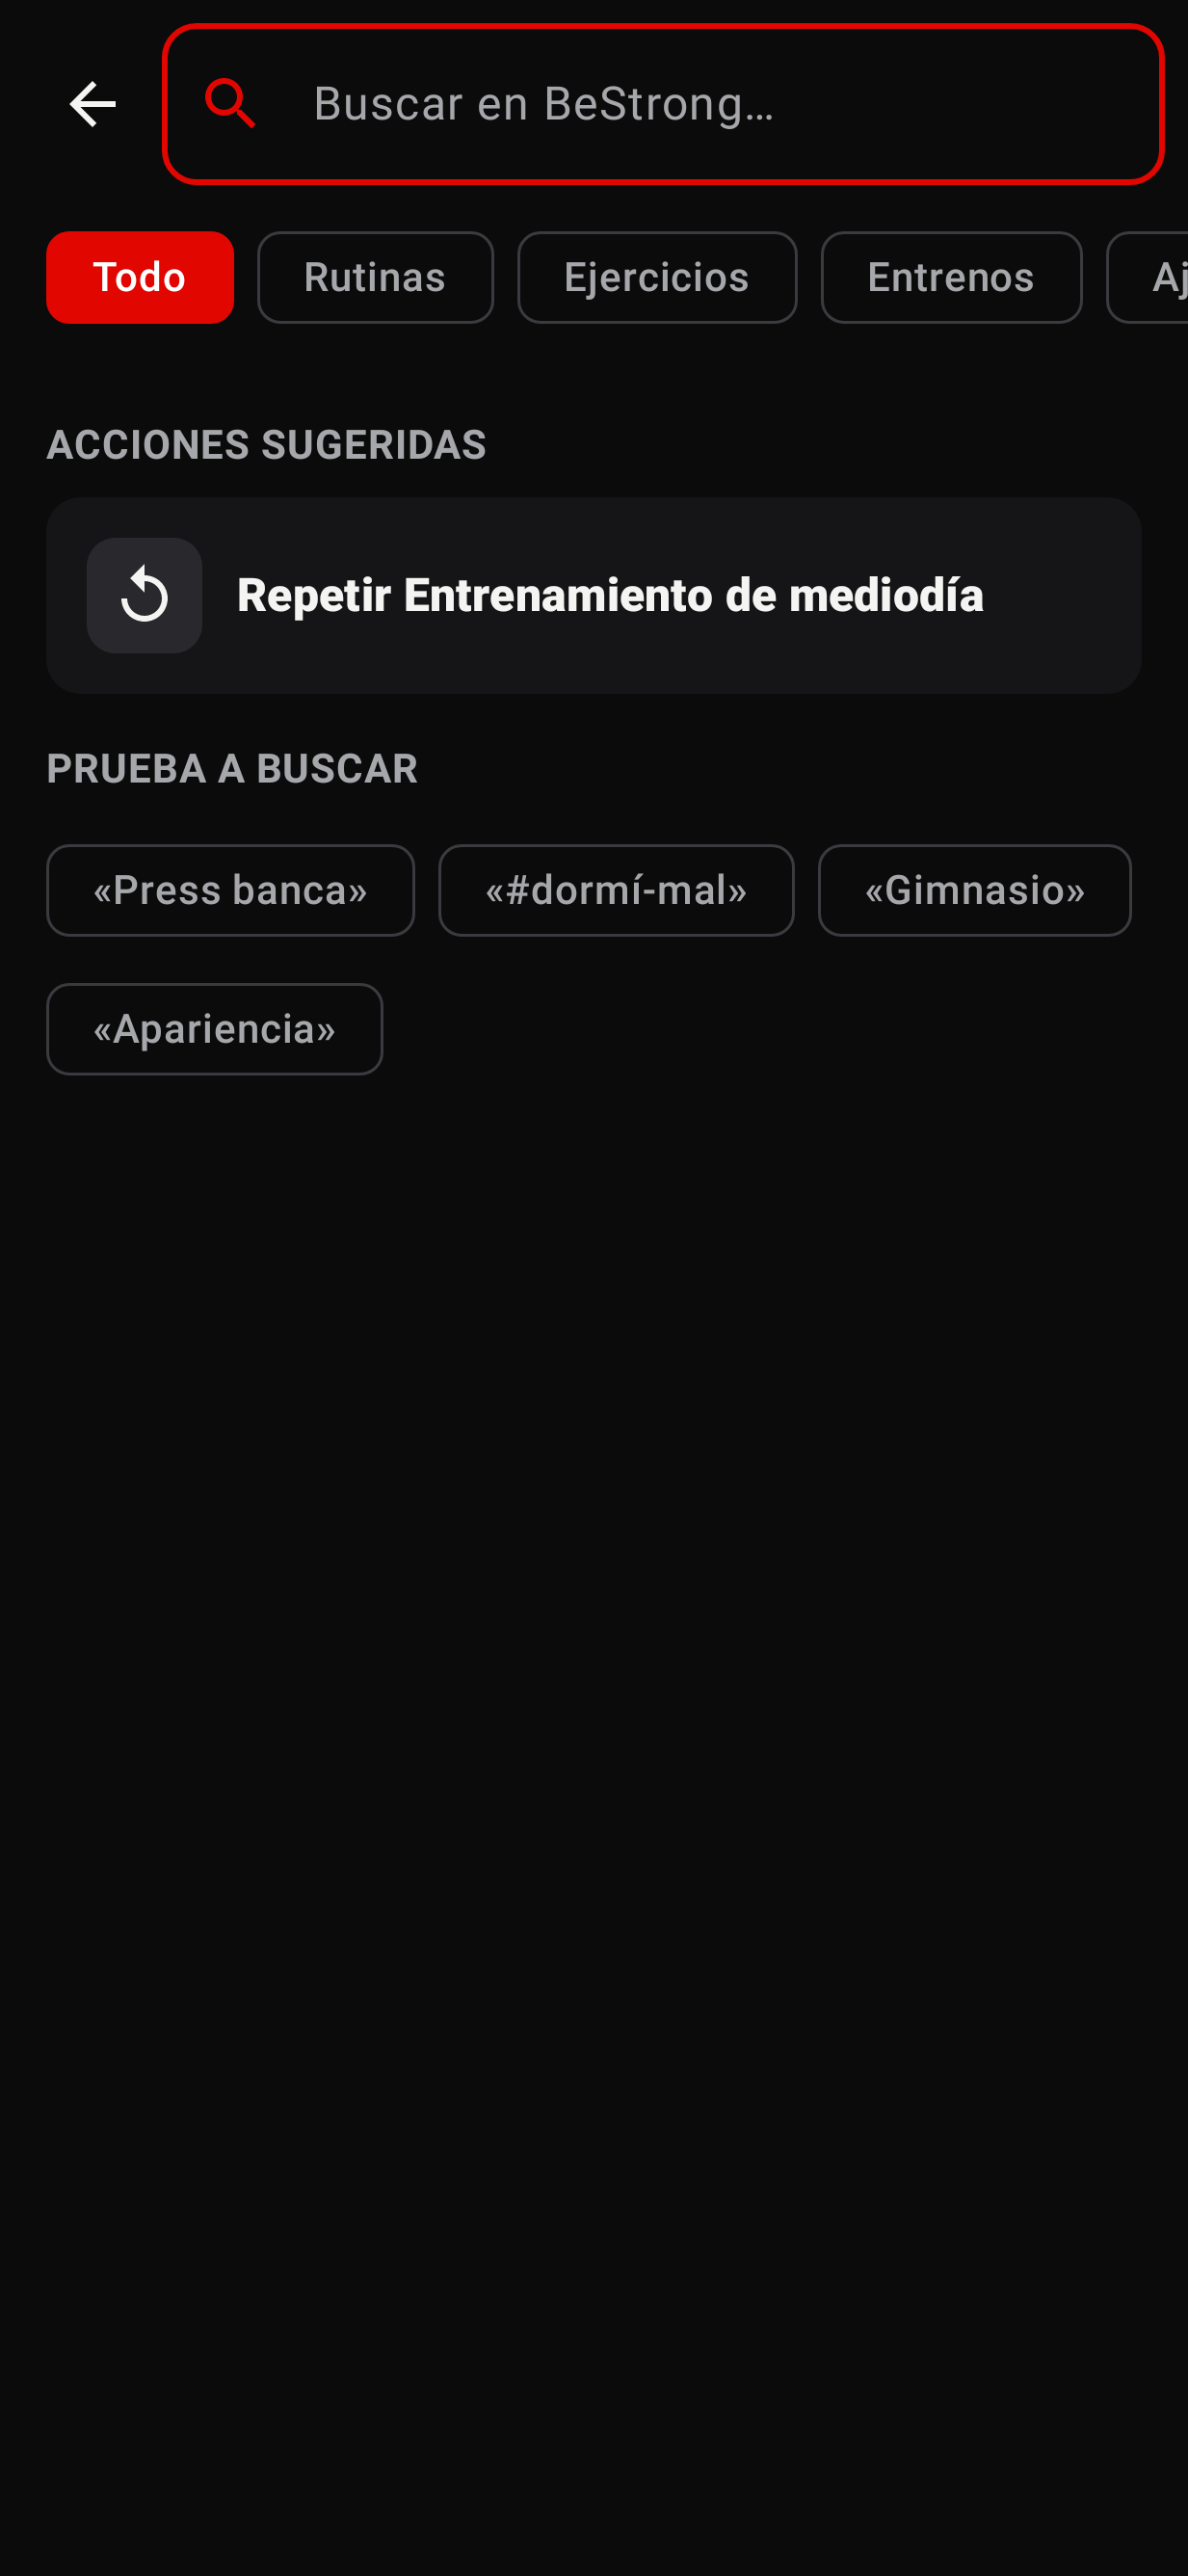 Buscar en BeStrong…
Todo Rutinas Ejercicios Entrenos Aj
ACCIONES SUGERIDAS
Repetir Entrenamiento de mediodía
PRUEBA A BUSCAR
«Press banca» «#dormí-mal» «Gimnasio»
«Apariencia»